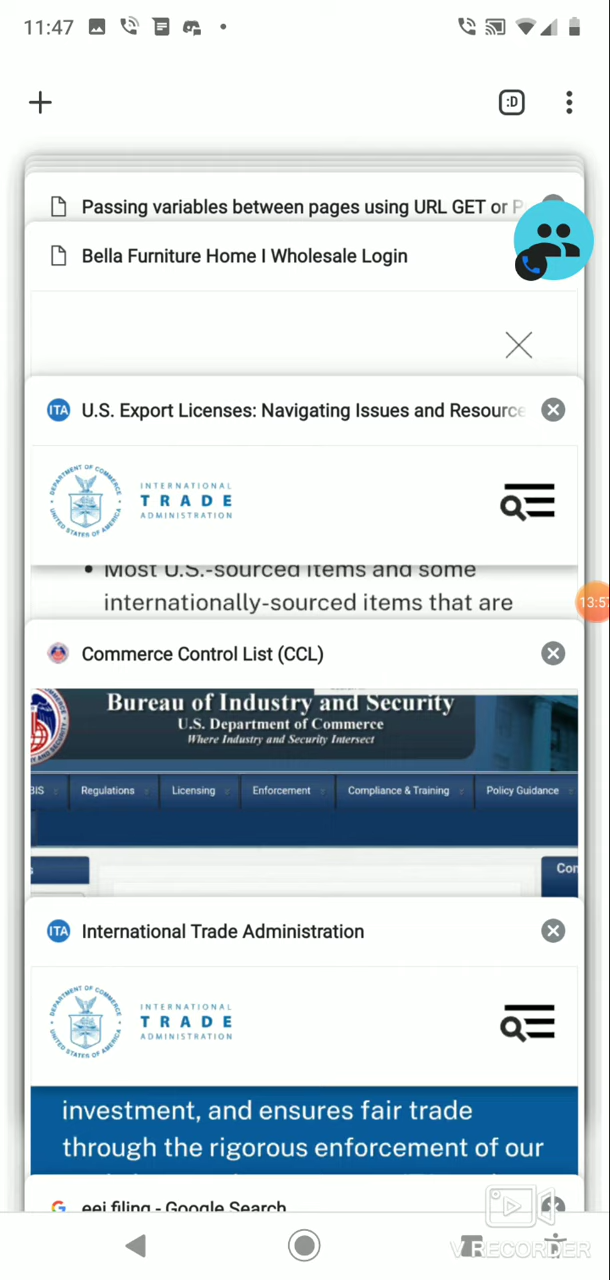 11:47
:D
Passing variables between pages using URL GET or P
Bella Furniture Home I Wholesale Login
ITA U.S. Export Licenses: Navigating Issues and Resource
DEPARTMENT OF COMMERCE
UNITED STATES OF AMERICA
INTERNATIONAL
TRADE
ADMINISTRATION
• Most U.S.-sourced items and some
internationally-sourced items that are
13:57
Commerce Control List (CCL)
Bureau of Industry and Security
U.S. Department of Commerce
Where Industry and Security Intersect
BIS Regulations Licensing Enforcement Compliance & Training Policy Guidance
Con
ITA International Trade Administration
DEPARTMENT OF COMMERCE
UNITED STATES OF AMERICA
INTERNATIONAL
TRADE
ADMINISTRATION
investment, and ensures fair trade
through the rigorous enforcement of our
eei filing - Google Search
VRECORDER